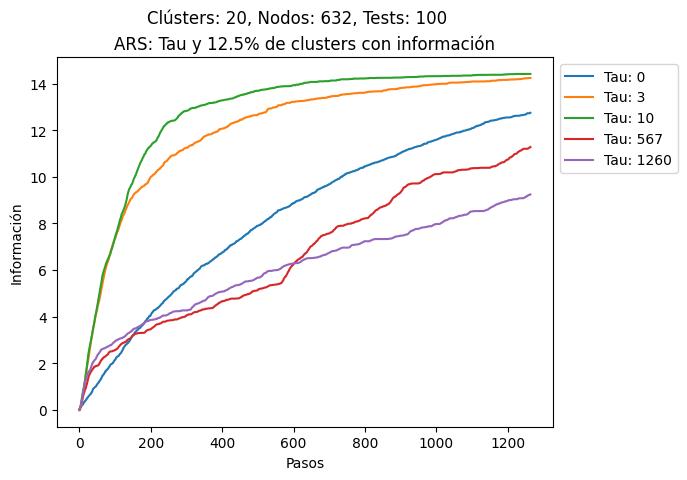 Clústers: 20, Nodos: 632, Tests: 100
ARS: Tau y 12.5% de clusters con información
14
12
10
8
6
4
2
0
Información
0 200 400 600 800 1000 1200
Pasos
Tau: 0
Tau: 3
Tau: 10
Tau: 567
Tau: 1260